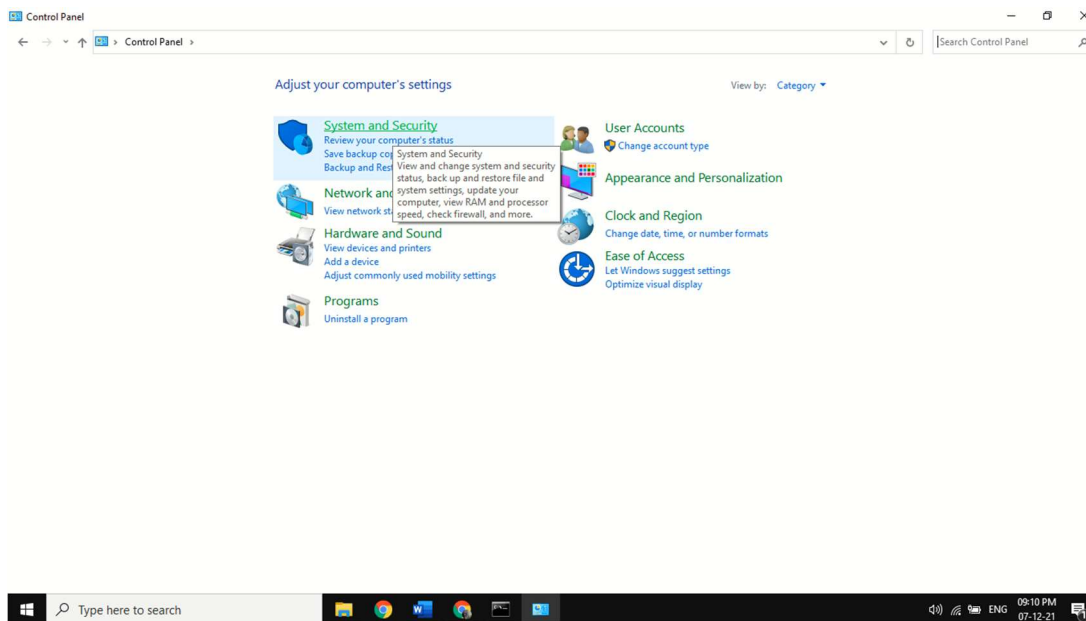 Control Panel
Control Panel
Search Control Panel
Adjust your computer's settings
View by: Category
System and Security
Review your computer's status
Save backup cop
Backup and Res
System and Security
View and change system and security
status, back up and restore file and
system settings, update your
computer, view RAM and processor
speed, check firewall, and more.
Network and
View network st
Hardware and Sound
View devices and printers
Add a device
Adjust commonly used mobility settings
Programs
Uninstall a program
User Accounts
Change account type
Appearance and Personalization
Clock and Region
Change date, time, or number formats
Ease of Access
Let Windows suggest settings
Optimize visual display
Type here to search
ENG
09:10 PM
07-12-21